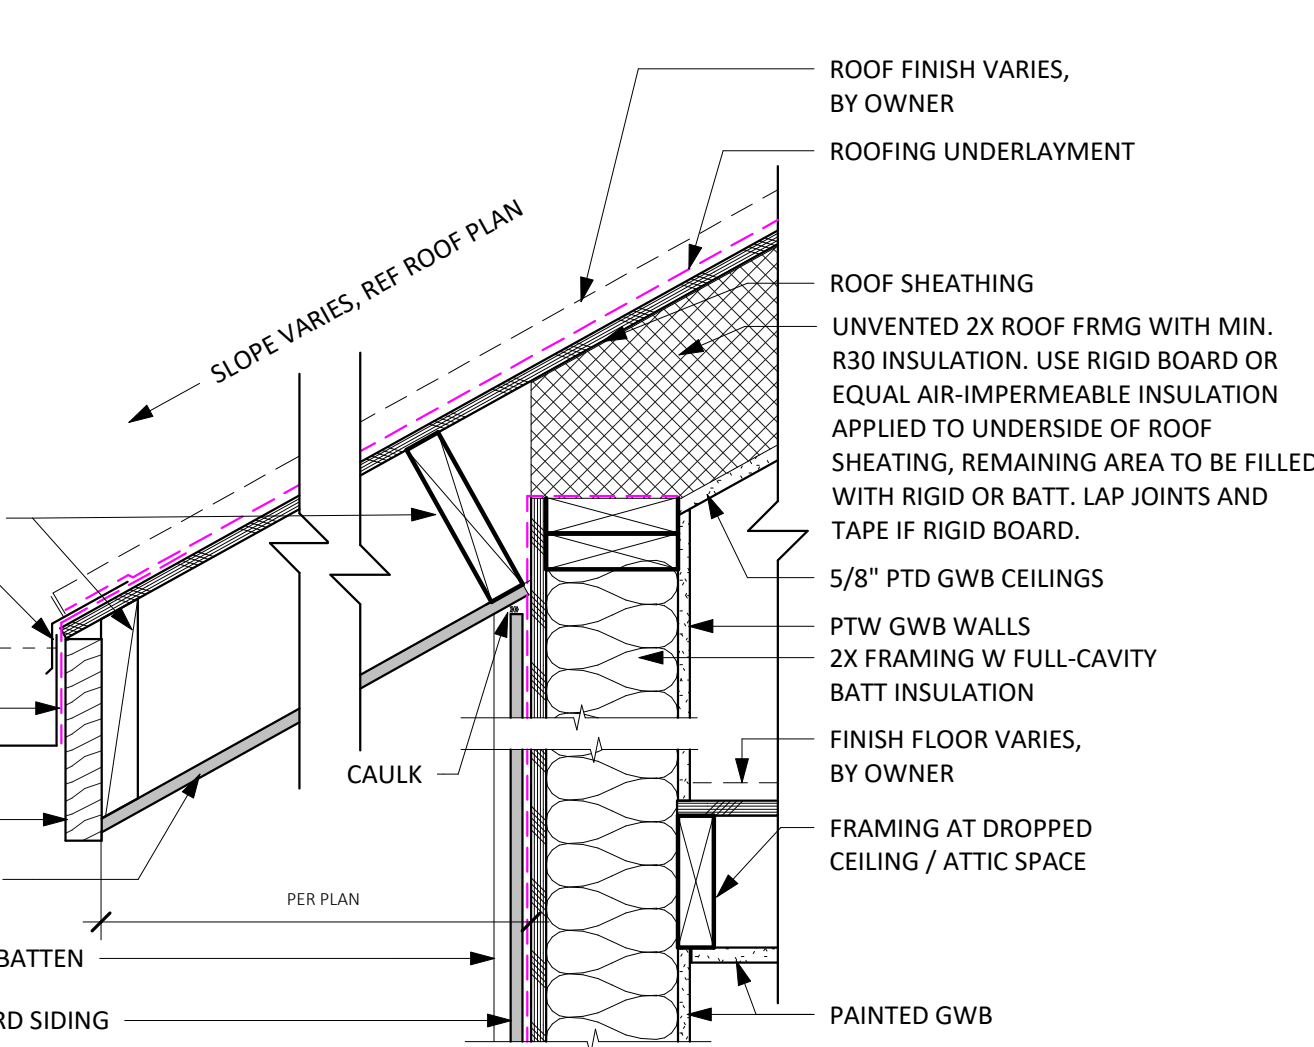 ROOF FINISH VARIES,
BY OWNER
ROOFING UNDERLAYMENT
SLOPE VARIES, REF ROOF PLAN
ROOF SHEATHING
UNVENTED 2X ROOF FRMG WITH MIN.
R30 INSULATION. USE RIGID BOARD OR
EQUAL AIR-IMPERMEABLE INSULATION
APPLIED TO UNDERSIDE OF ROOF
SHEATING, REMAINING AREA TO BE FILLED
WITH RIGID OR BATT. LAP JOINTS AND
TAPE IF RIGID BOARD.
5/8" PTD GWB CEILINGS
PTW GWB WALLS
2X FRAMING W FULL-CAVITY
BATT INSULATION
FINISH FLOOR VARIES,
BY OWNER
CAULK
FRAMING AT DROPPED
CEILING / ATTIC SPACE
PER PLAN
BATTEN
RD SIDING
PAINTED GWB